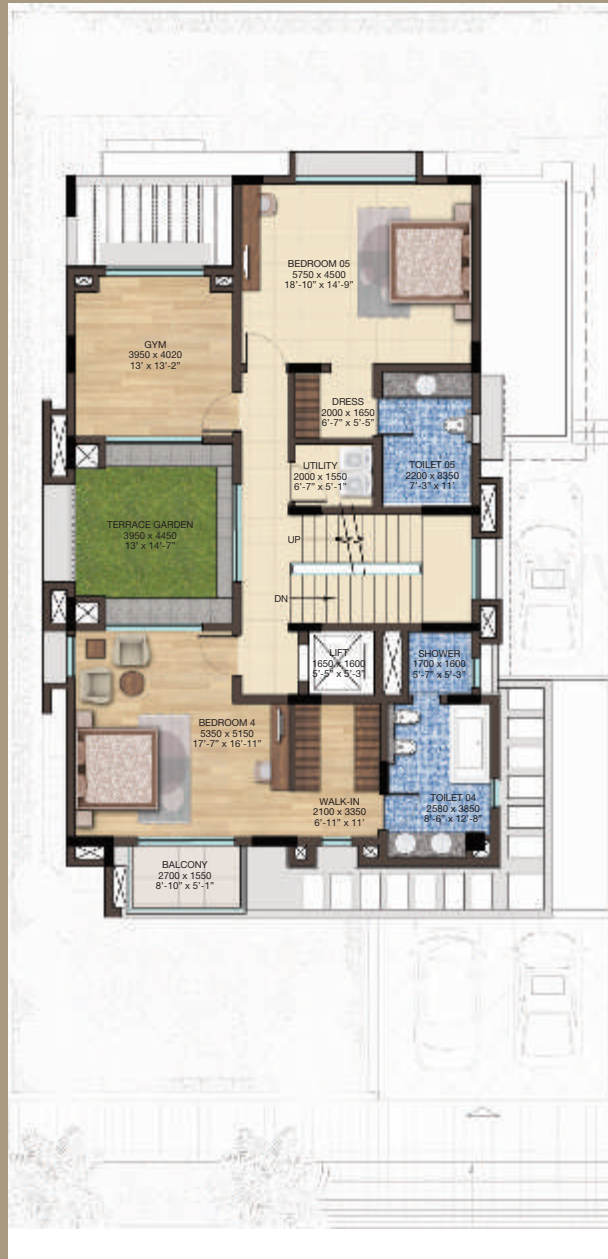 BEDROOM 05
5750 x 4500
18'-10" x 14'-9"
GYM
3950 x 4020
13' x 13'-2"
DRESS
2000 x 1650
6'-7" x 5'-5"
UTILITY
2000 x 1550
6'-7" x 5'-1"
TOILET 05
2200 x 3350
7'-3" x 11'
TERRACE GARDEN
3950 x 4450
13' x 14'-7"
UP
DN
LIFT
1650 x 1600
5'-5" x 5'-3"
SHOWER
1700 x 1600
5'-7" x 5'-3"
BEDROOM 4
5350 x 5150
17'-7" x 16'-11"
WALK-IN
2100 x 3350
6'-11" x 11'
TOILET 04
2580 x 3850
8'-6" x 12'-8"
BALCONY
2700 x 1550
8'-10" x 5'-1"